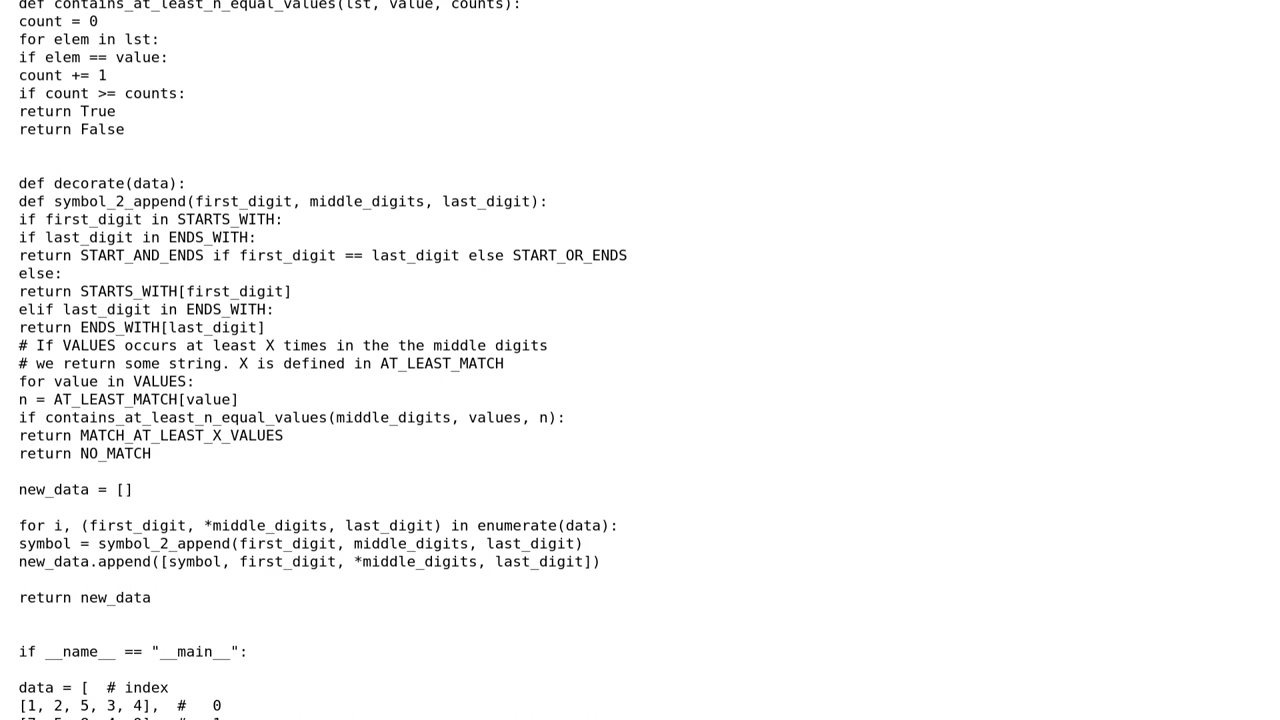 def contains_at_least_n_equal_values(lst, value, counts):
count = 0
for elem in lst:
if elem == value:
count += 1
if count >= counts:
return True
return False
def decorate(data):
def symbol_2_append(first_digit, middle_digits, last_digit):
if first_digit in STARTS_WITH:
if last_digit in ENDS_WITH:
return START_AND_ENDS if first_digit == last_digit else START_OR_ENDS
else:
return STARTS_WITH[first_digit]
elif last_digit in ENDS_WITH:
return ENDS_WITH[last_digit]
# If VALUES occurs at least X times in the the middle digits
# we return some string. X is defined in AT_LEAST_MATCH
for value in VALUES:
n = AT_LEAST_MATCH[value]
if contains_at_least_n_equal_values(middle_digits, values, n):
return MATCH_AT_LEAST_X_VALUES
return NO_MATCH
new_data = []
for i, (first_digit, *middle_digits, last_digit) in enumerate(data):
symbol = symbol_2_append(first_digit, middle_digits, last_digit)
new_data.append([symbol, first_digit, *middle_digits, last_digit])
return new_data
if __name__ == "__main__":
data = [  # index
[1, 2, 5, 3, 4],  #   0